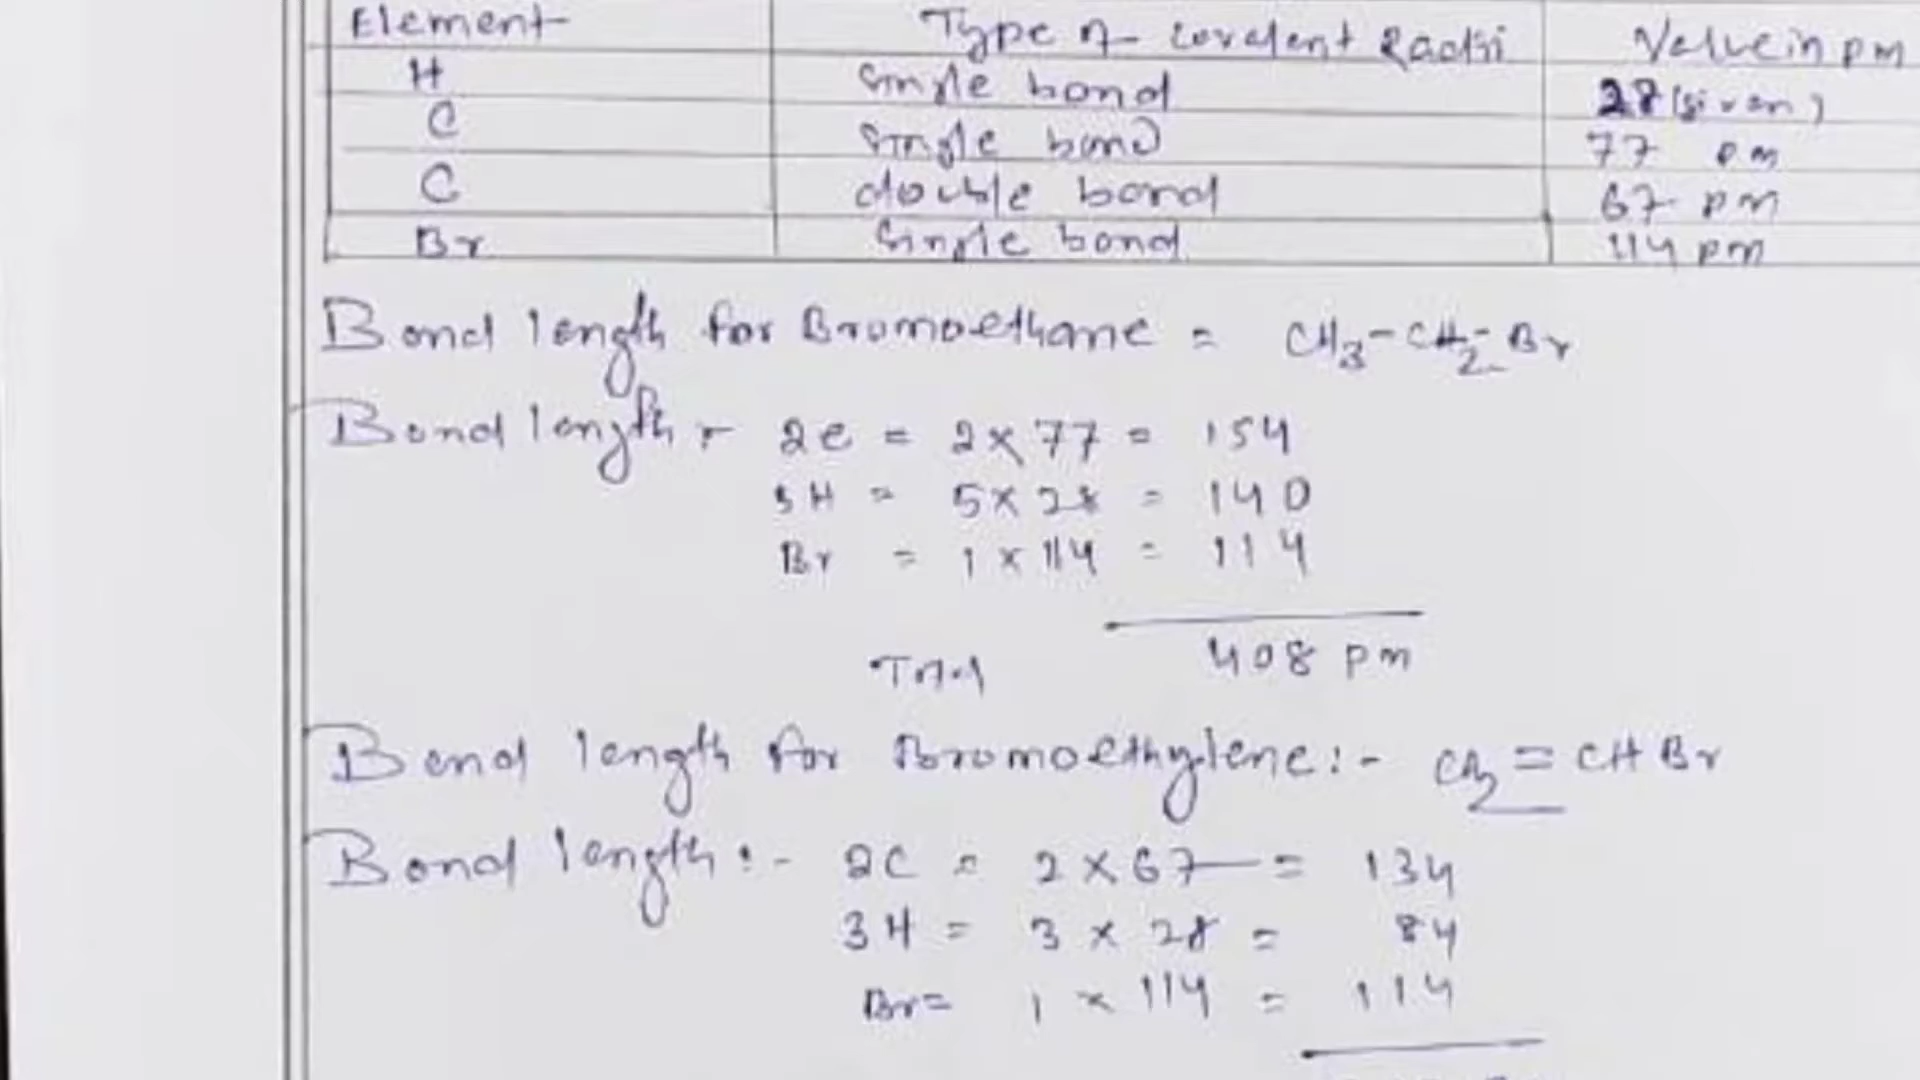 Element Type of covalent Radii Value in pm
H single bond 28 (given)
C single bond 77 pm
C double bond 67 pm
Br single bond 114 pm
Bond length for Bromoethane = CH3-CH2-Br
Bond length :- 2C = 2×77 = 154
5H = 5×28 = 140
Br = 1×114 = 114
Total 408 pm
Bond length for Bromoethylene:- CH2=CHBr
Bond length:- 2C = 2×67 = 134
3H = 3×28 = 84
Br= 1×114 = 114